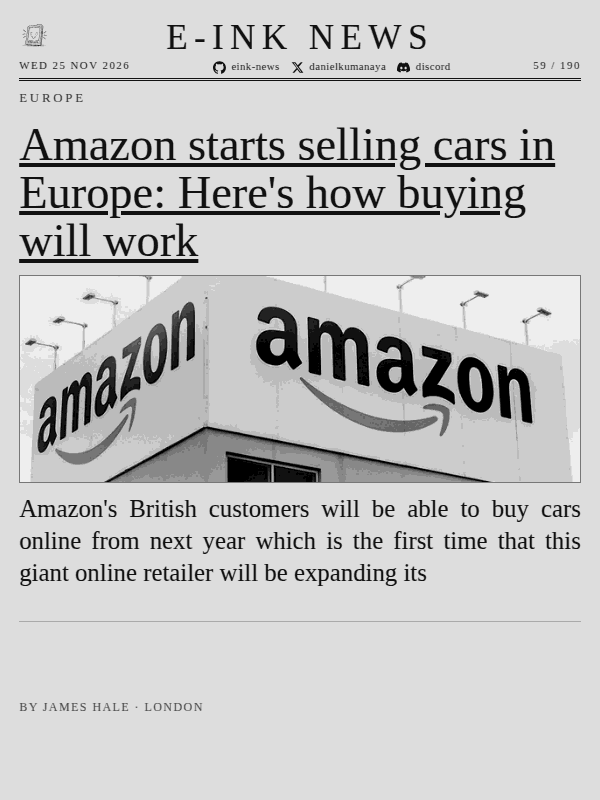 E-INK NEWS
WED 25 NOV 2026
eink-news
danielkumanaya
discord
59 / 190
EUROPE
Amazon starts selling cars in
Europe: Here's how buying
will work
amazon
amazon
Amazon's British customers will be able to buy cars
online from next year which is the first time that this
giant online retailer will be expanding its
BY JAMES HALE · LONDON